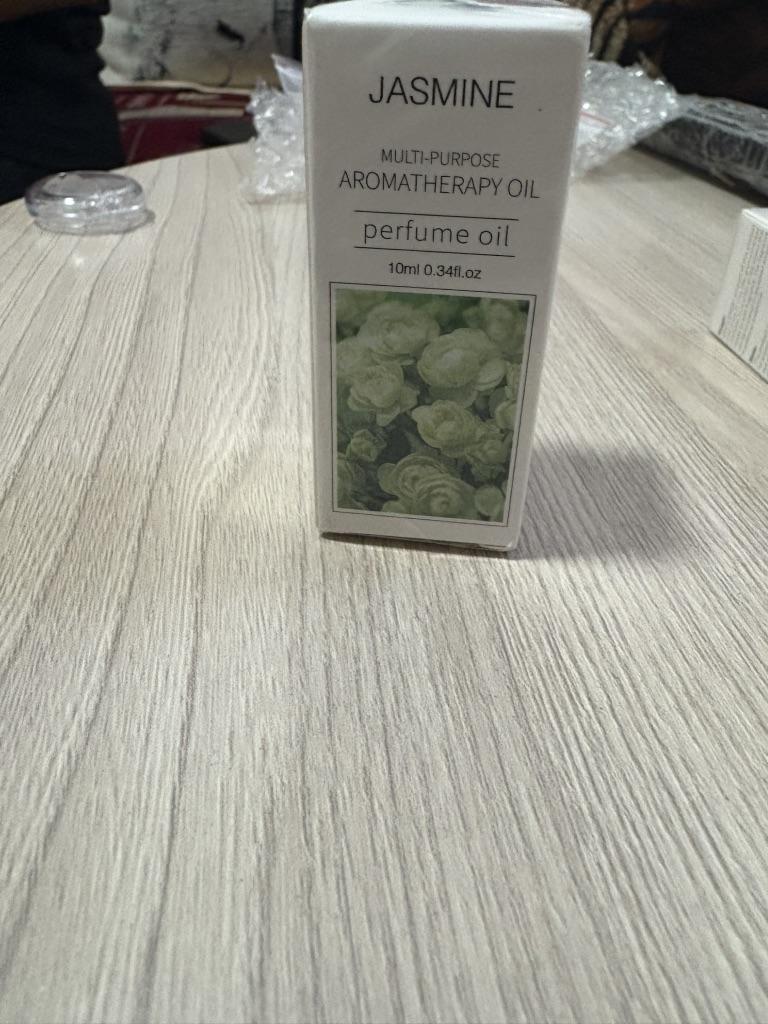 JASMINE
MULTI-PURPOSE
AROMATHERAPY OIL
perfume oil
10ml 0.34fl.oz